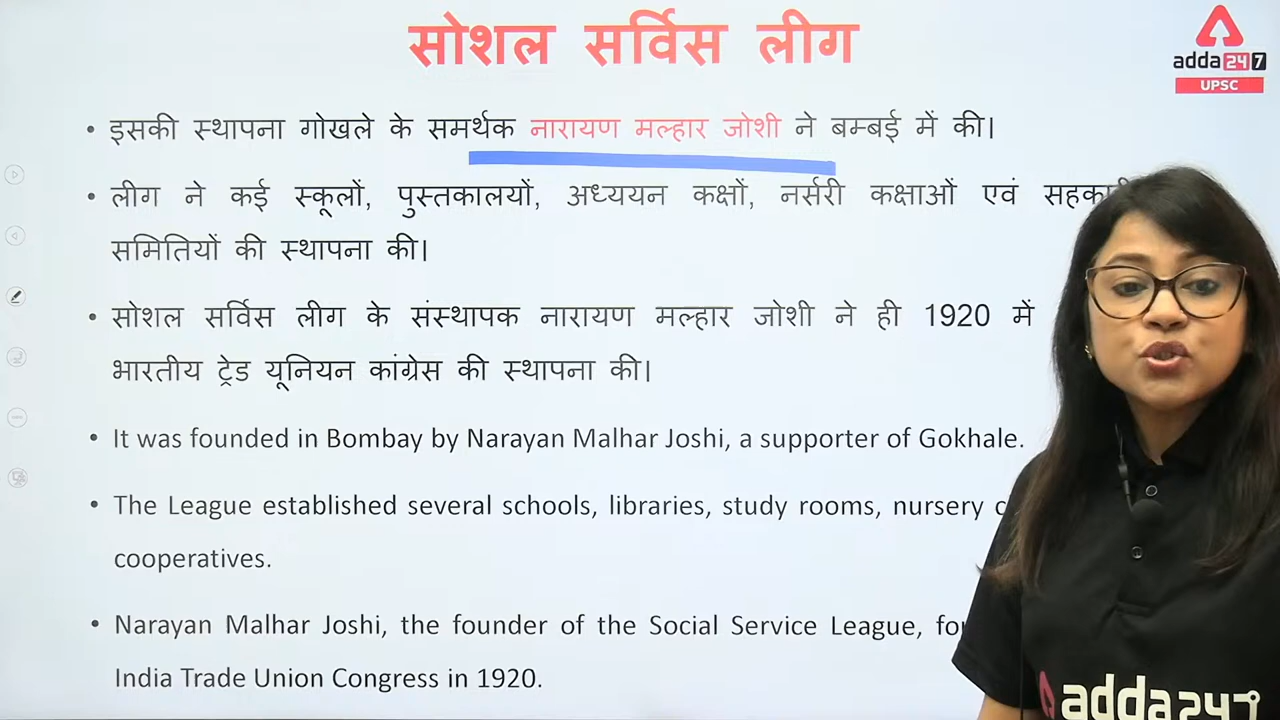 सोशल सर्विस लीग
adda247
UPSC
• इसकी स्थापना गोखले के समर्थक नारायण मल्हार जोशी ने बम्बई में की।
• लीग ने कई स्कूलों, पुस्तकालयों, अध्ययन कक्षों, नर्सरी कक्षाओं एवं
समितियों की स्थापना की।
• सोशल सर्विस लीग के संस्थापक नारायण मल्हार जोशी ने ही 1920 में
भारतीय ट्रेड यूनियन कांग्रेस की स्थापना की।
• It was founded in Bombay by Narayan Malhar Joshi, a supporter of Gokhale.
• The League established several schools, libraries, study rooms, nursery
cooperatives.
• Narayan Malhar Joshi, the founder of the Social Service League,
India Trade Union Congress in 1920.
adda247